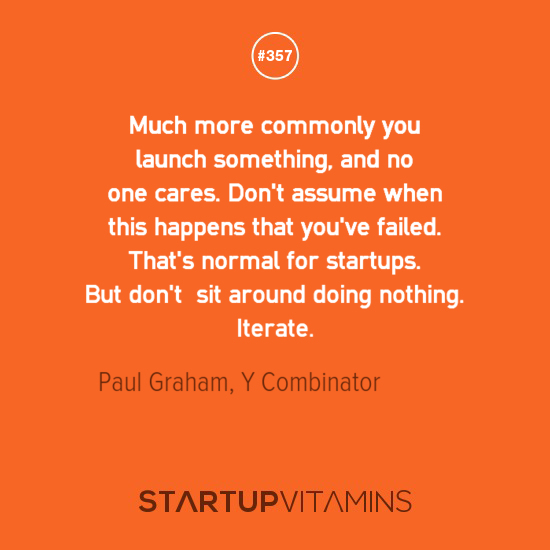 #357
Much more commonly you
launch something, and no
one cares. Don't assume when
this happens that you've failed.
That's normal for startups.
But don't  sit around doing nothing.
Iterate.
Paul Graham, Y Combinator
STARTUPVITAMINS